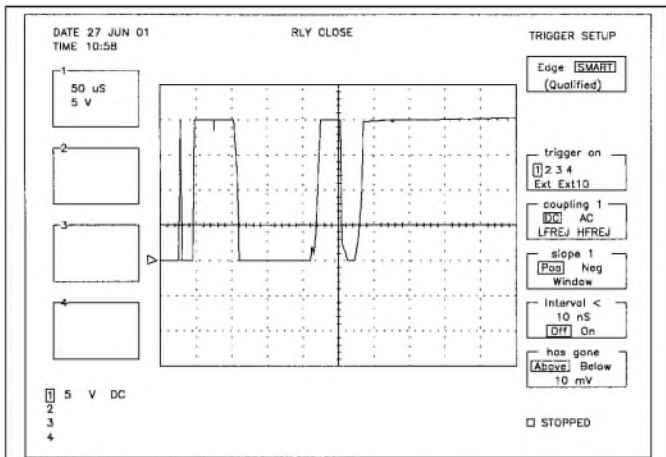 DATE 27 JUN 01
TIME 10:58
RLY CLOSE
TRIGGER SETUP
1
50 uS
5 V
2
3
4
Edge SMART
(Qualified)
trigger on
1 2 3 4
Ext Ext10
coupling 1
DC AC
LFREJ HFREJ
slope 1
Pos Neg
Window
Interval <
10 nS
Off On
has gone
Above Below
10 mV
1 5 V DC
2
3
4
STOPPED